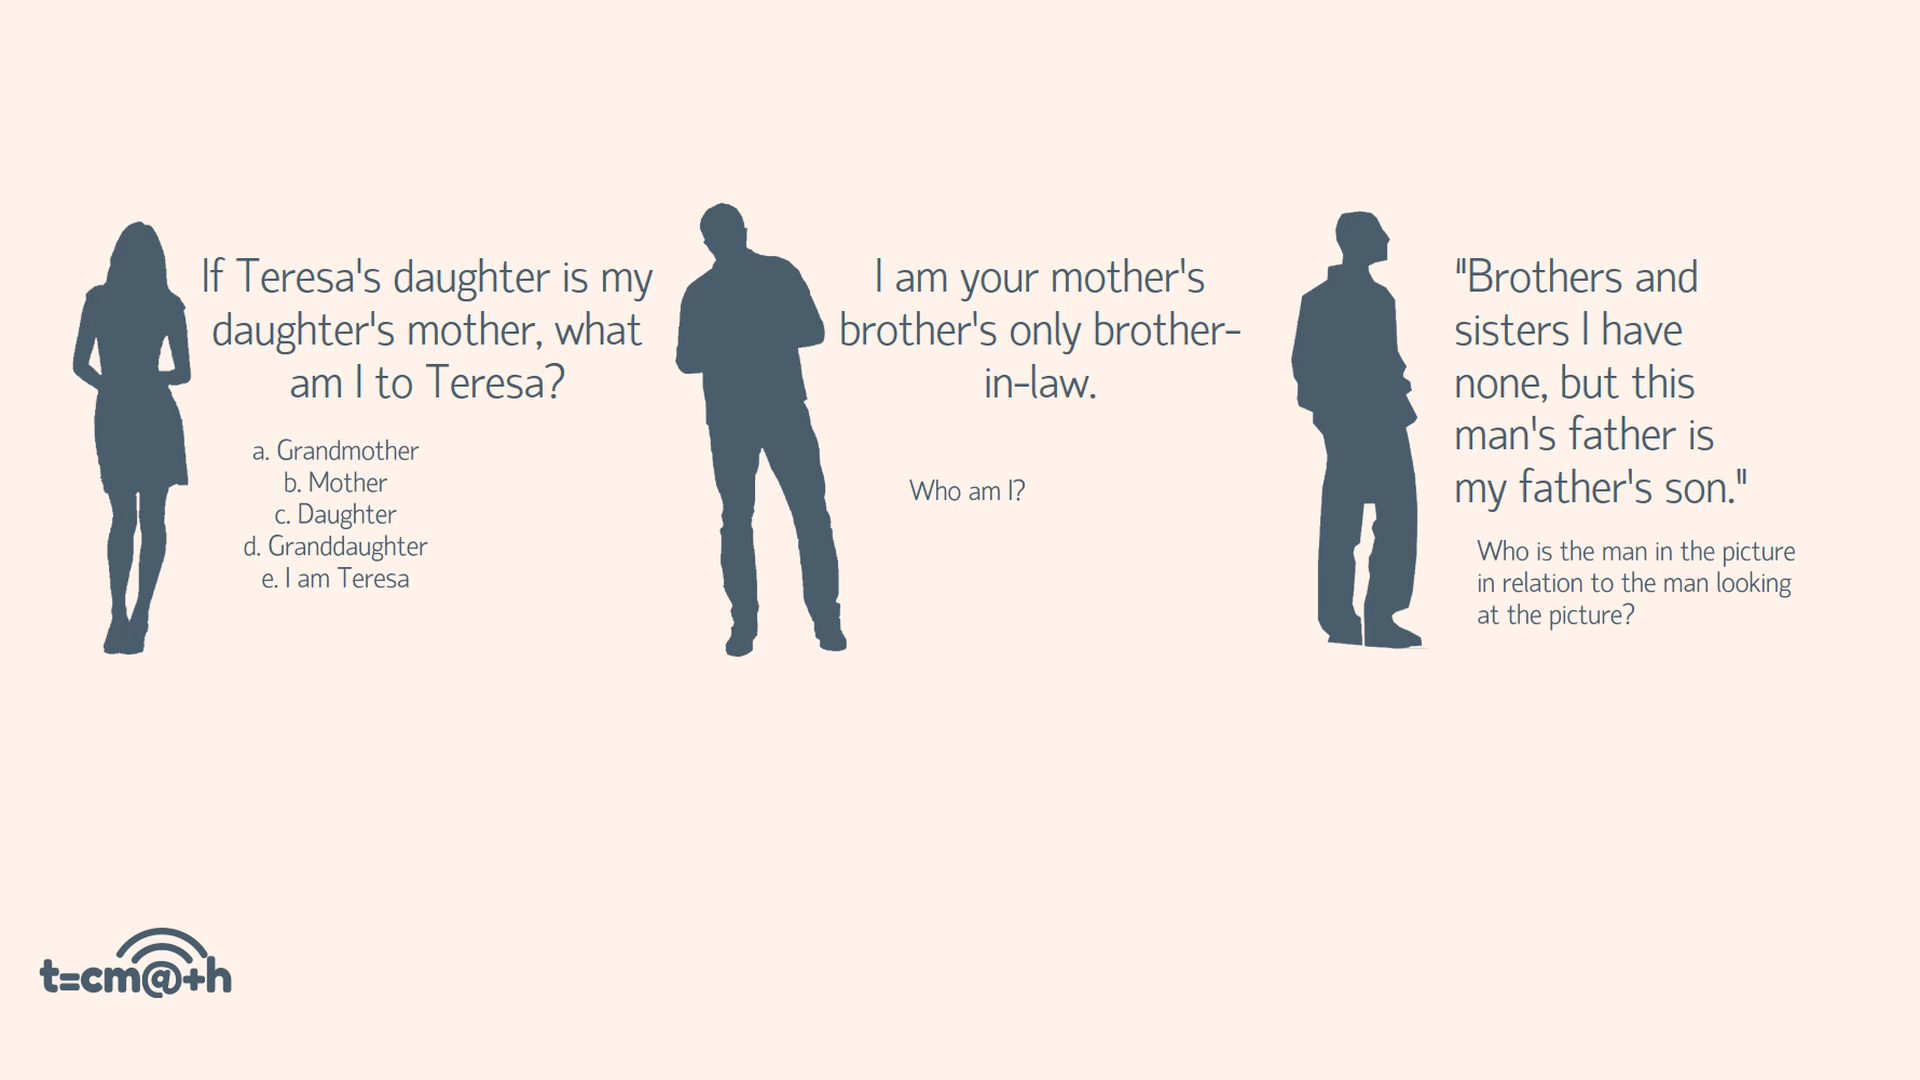 If Teresa's daughter is my
daughter's mother, what
am I to Teresa?
a. Grandmother
b. Mother
c. Daughter
d. Granddaughter
e. I am Teresa
I am your mother's
brother's only brother-
in-law.
Who am I?
"Brothers and
sisters I have
none, but this
man's father is
my father's son."
Who is the man in the picture
in relation to the man looking
at the picture?
t=cm@+h